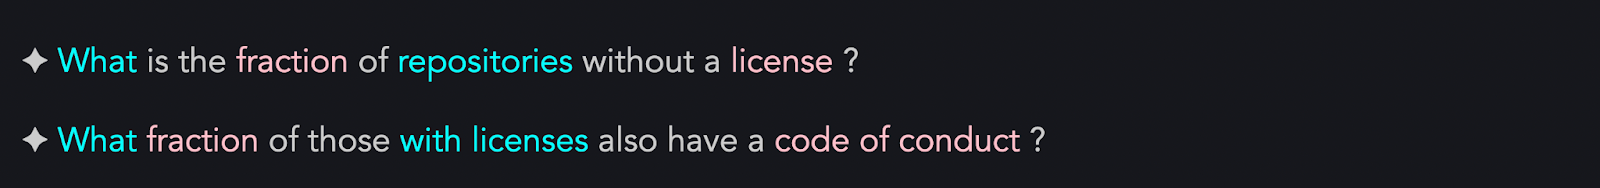 ✦ What is the fraction of repositories without a license ?
✦ What fraction of those with licenses also have a code of conduct ?